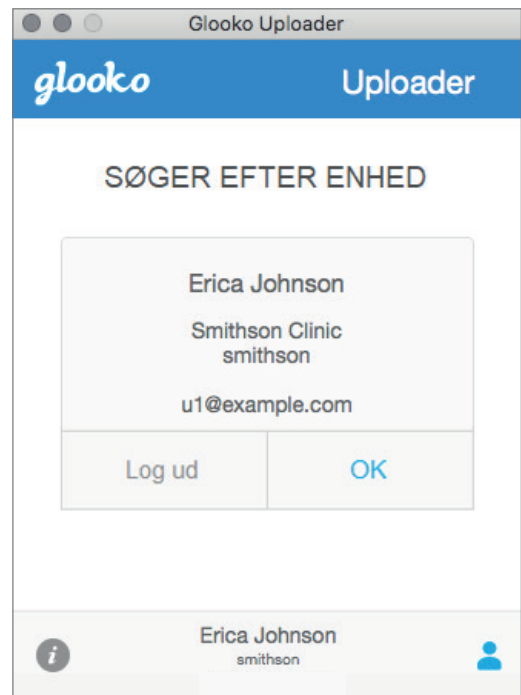 Glooko Uploader
glooko Uploader
SØGER EFTER ENHED
Erica Johnson
Smithson Clinic
smithson
u1@example.com
Log ud OK
i Erica Johnson
smithson